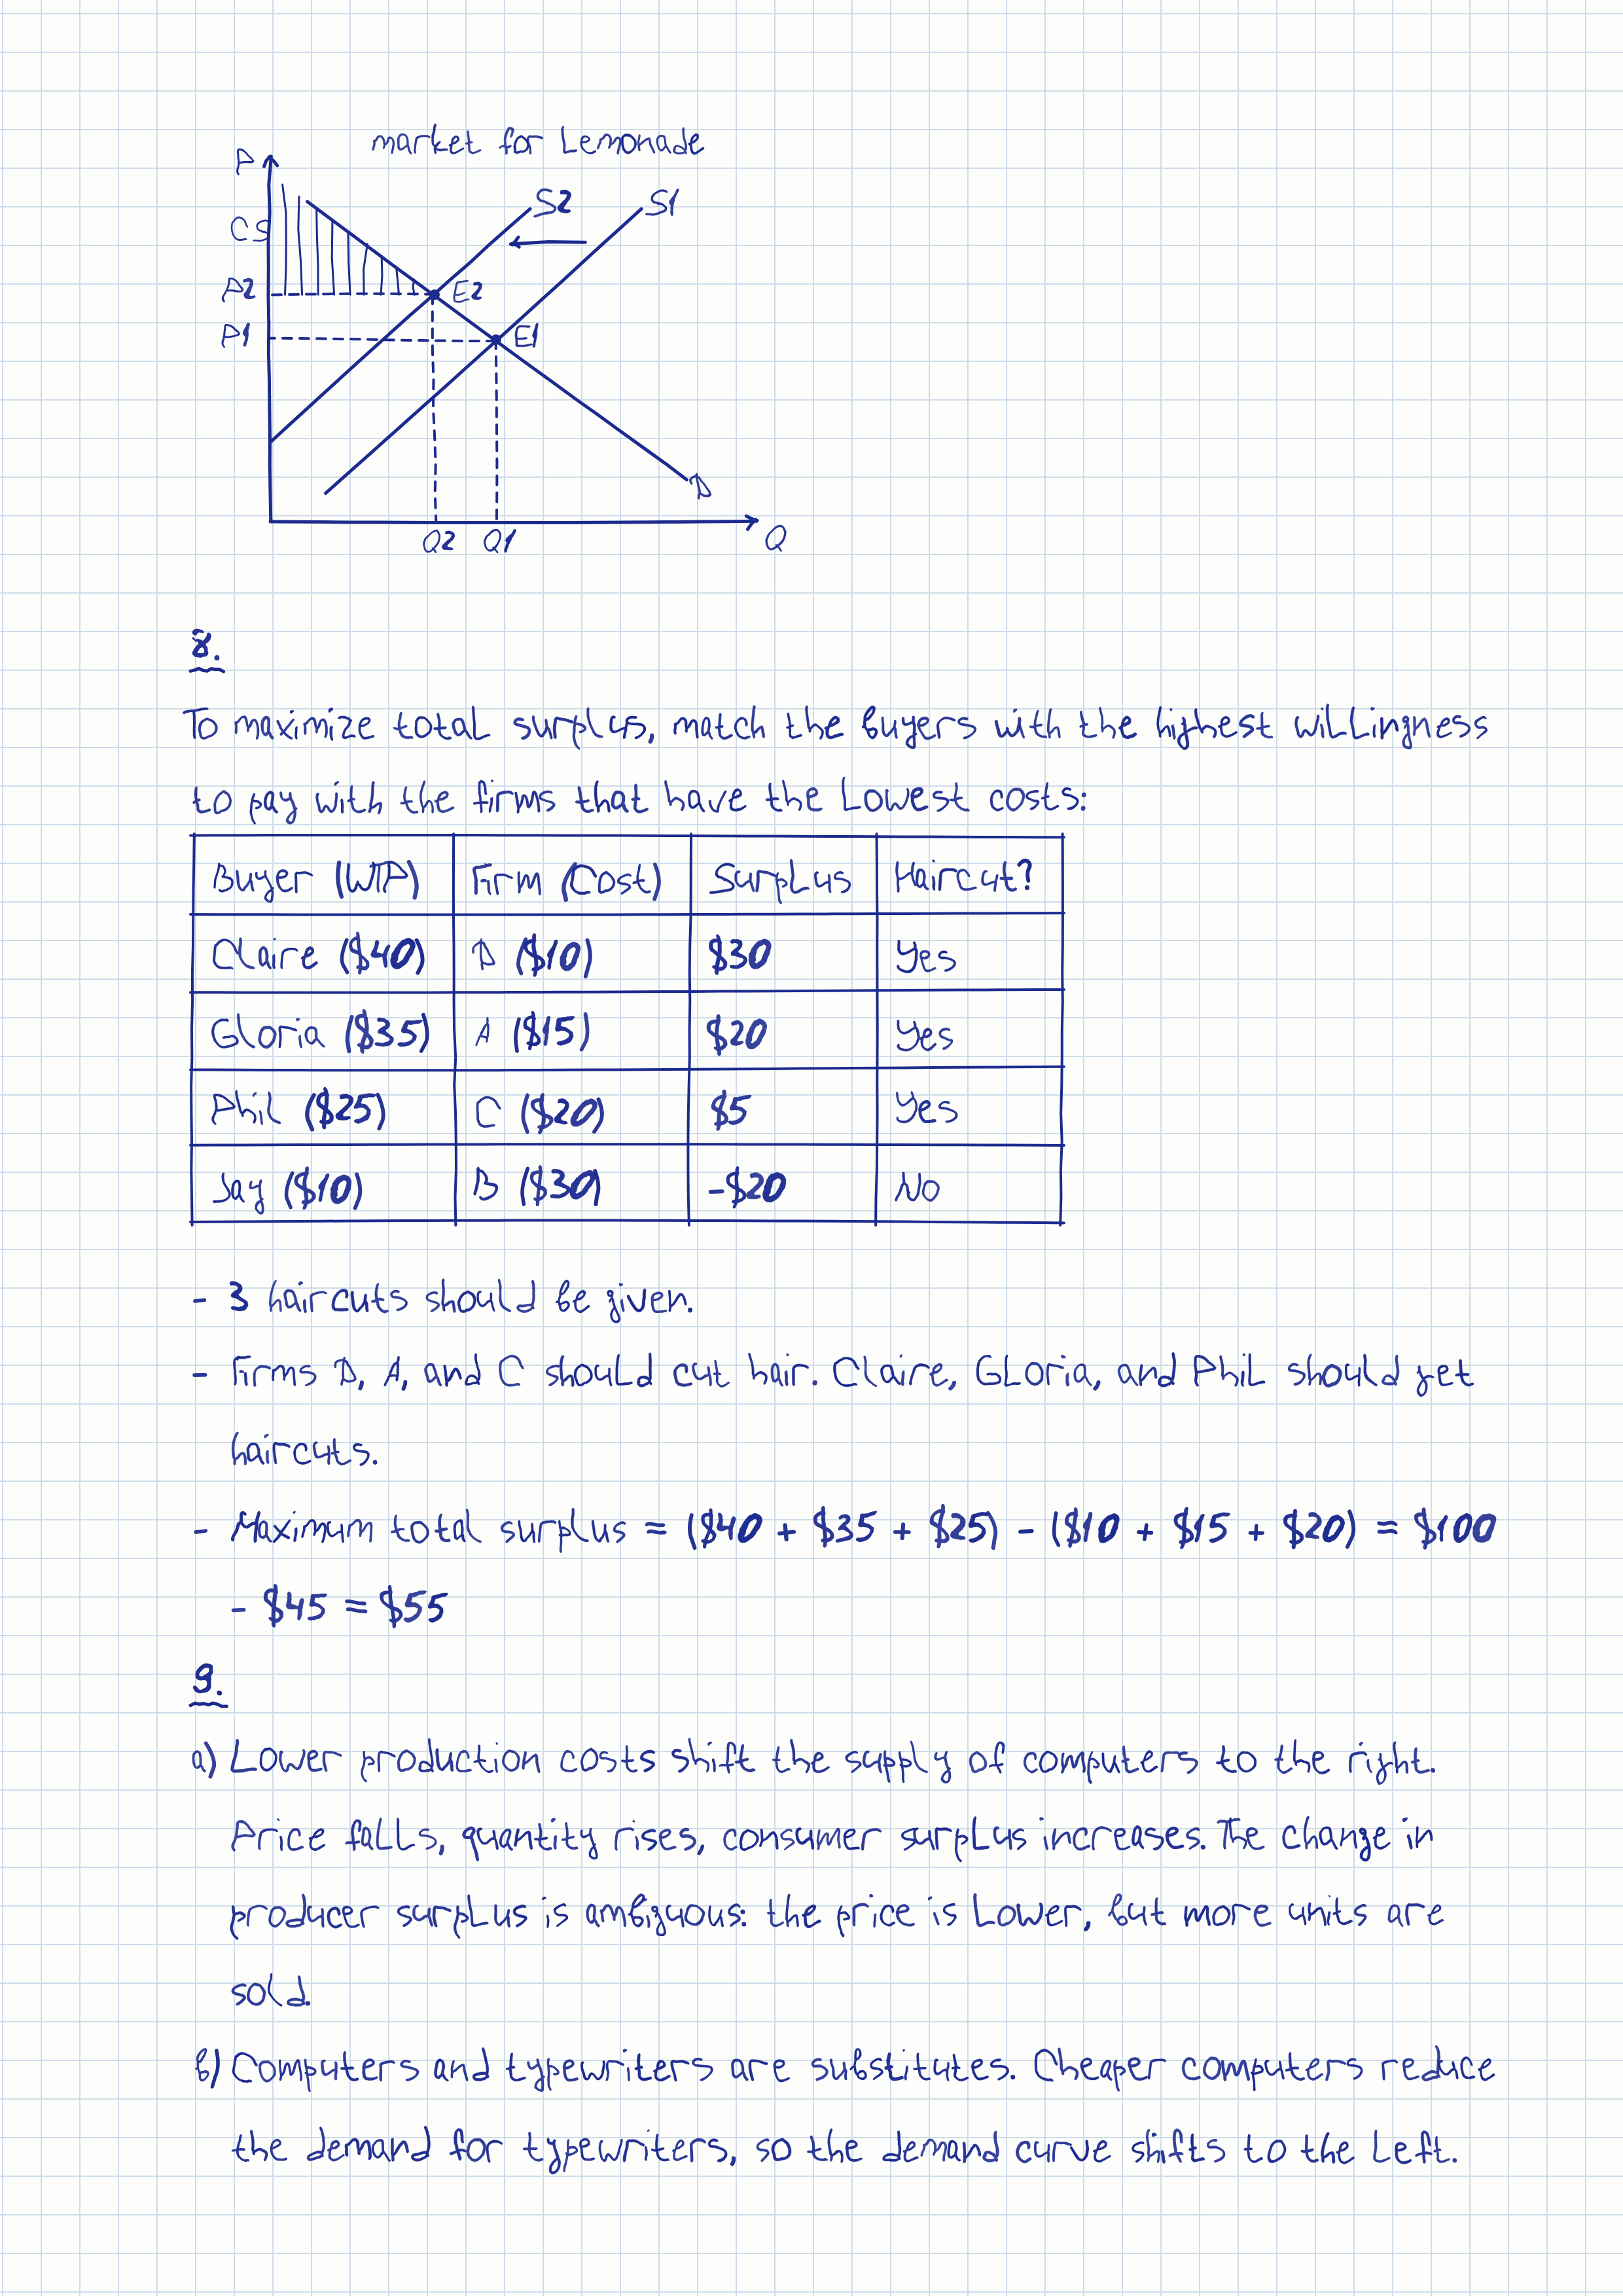 market for Lemonade
P
CS
S2
S1
P2
E2
P1
E1
D
Q2 Q1
Q
8.
To maximize total surplus, match the buyers with the highest willingness
to pay with the firms that have the lowest costs:
Buyer (WTP) Firm (Cost) Surplus Haircut?
Claire ($40) D ($10) $30 Yes
Gloria ($35) A ($15) $20 Yes
Phil ($25) C ($20) $5 Yes
Jay ($10) B ($30) -$20 No
- 3 haircuts should be given.
- Firms D, A, and C should cut hair. Claire, Gloria, and Phil should get
haircuts.
- Maximum total surplus = ($40 + $35 + $25) - ($10 + $15 + $20) = $100
- $45 = $55
9.
a) Lower production costs shift the supply of computers to the right.
Price falls, quantity rises, consumer surplus increases. The change in
producer surplus is ambiguous: the price is lower, but more units are
sold.
b) Computers and typewriters are substitutes. Cheaper computers reduce
the demand for typewriters, so the demand curve shifts to the left.